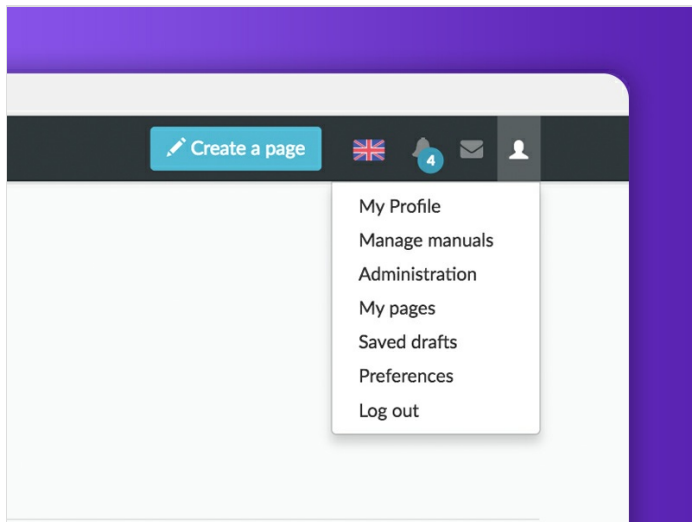 Create a page
4
My Profile
Manage manuals
Administration
My pages
Saved drafts
Preferences
Log out